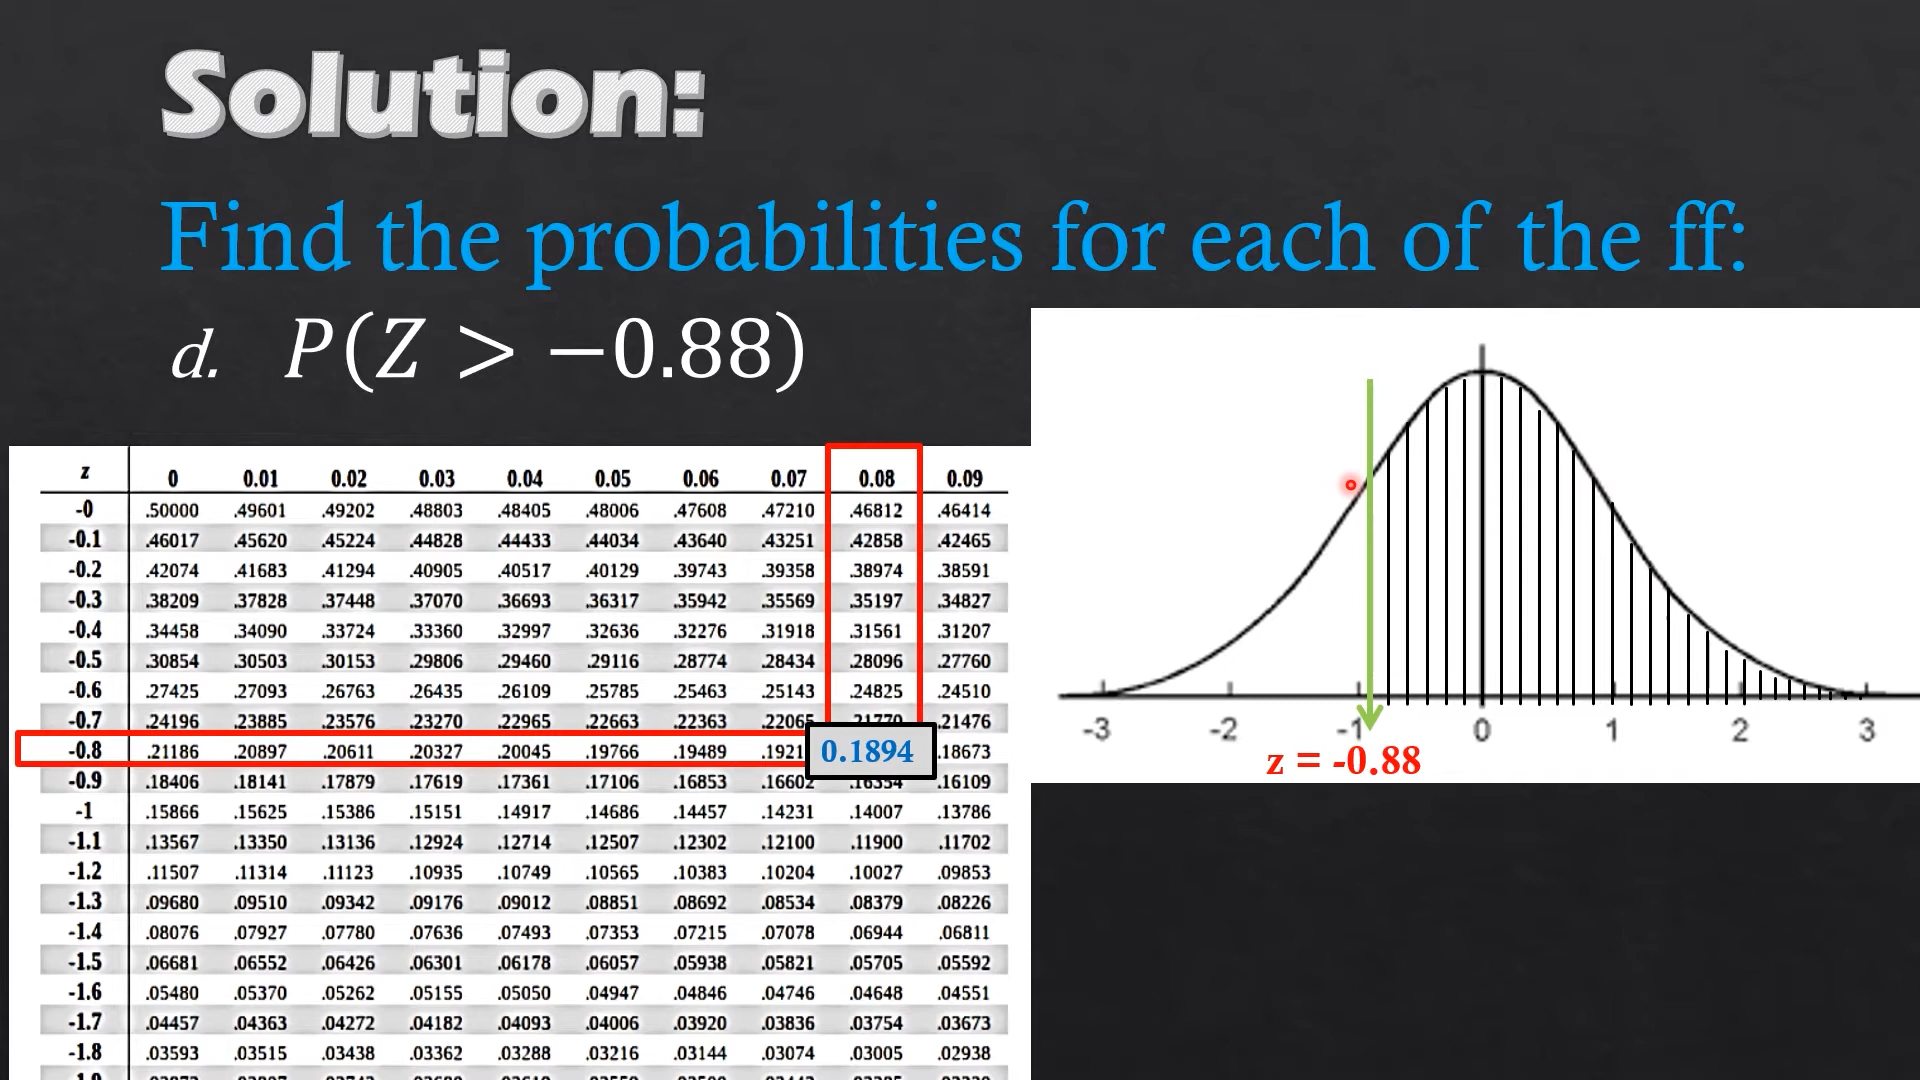 Solution:
Find the probabilities for each of the ff:
d. P(Z > −0.88)
z 0 0.01 0.02 0.03 0.04 0.05 0.06 0.07 0.08 0.09
-0 .50000 .49601 .49202 .48803 .48405 .48006 .47608 .47210 .46812 .46414
-0.1 .46017 .45620 .45224 .44828 .44433 .44034 .43640 .43251 .42858 .42465
-0.2 .42074 .41683 .41294 .40905 .40517 .40129 .39743 .39358 .38974 .38591
-0.3 .38209 .37828 .37448 .37070 .36693 .36317 .35942 .35569 .35197 .34827
-0.4 .34458 .34090 .33724 .33360 .32997 .32636 .32276 .31918 .31561 .31207
-0.5 .30854 .30503 .30153 .29806 .29460 .29116 .28774 .28434 .28096 .27760
-0.6 .27425 .27093 .26763 .26435 .26109 .25785 .25463 .25143 .24825 .24510
-0.7 .24196 .23885 .23576 .23270 .22965 .22663 .22363 .22065 .21476
-0.8 .21186 .20897 .20611 .20327 .20045 .19766 .19489 0.1894 .18673
-0.9 .18406 .18141 .17879 .17619 .17361 .17106 .16853 .16602 .16354 .16109
-1 .15866 .15625 .15386 .15151 .14917 .14686 .14457 .14231 .14007 .13786
-1.1 .13567 .13350 .13136 .12924 .12714 .12507 .12302 .12100 .11900 .11702
-1.2 .11507 .11314 .11123 .10935 .10749 .10565 .10383 .10204 .10027 .09853
-1.3 .09680 .09510 .09342 .09176 .09012 .08851 .08692 .08534 .08379 .08226
-1.4 .08076 .07927 .07780 .07636 .07493 .07353 .07215 .07078 .06944 .06811
-1.5 .06681 .06552 .06426 .06301 .06178 .06057 .05938 .05821 .05705 .05592
-1.6 .05480 .05370 .05262 .05155 .05050 .04947 .04846 .04746 .04648 .04551
-1.7 .04457 .04363 .04272 .04182 .04093 .04006 .03920 .03836 .03754 .03673
-1.8 .03593 .03515 .03438 .03362 .03288 .03216 .03144 .03074 .03005 .02938
-3 -2 -1 0 1 2 3
z = -0.88